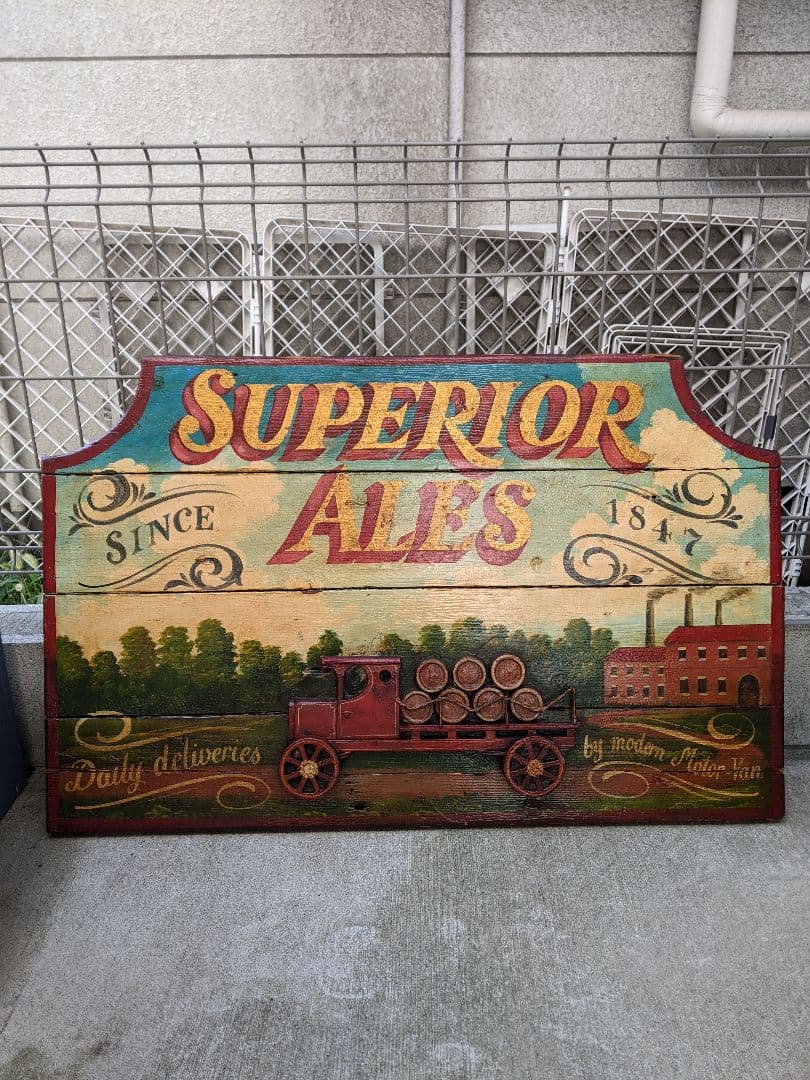 SUPERIOR
ALES
SINCE
1847
Daily deliveries
by modern Motor Van